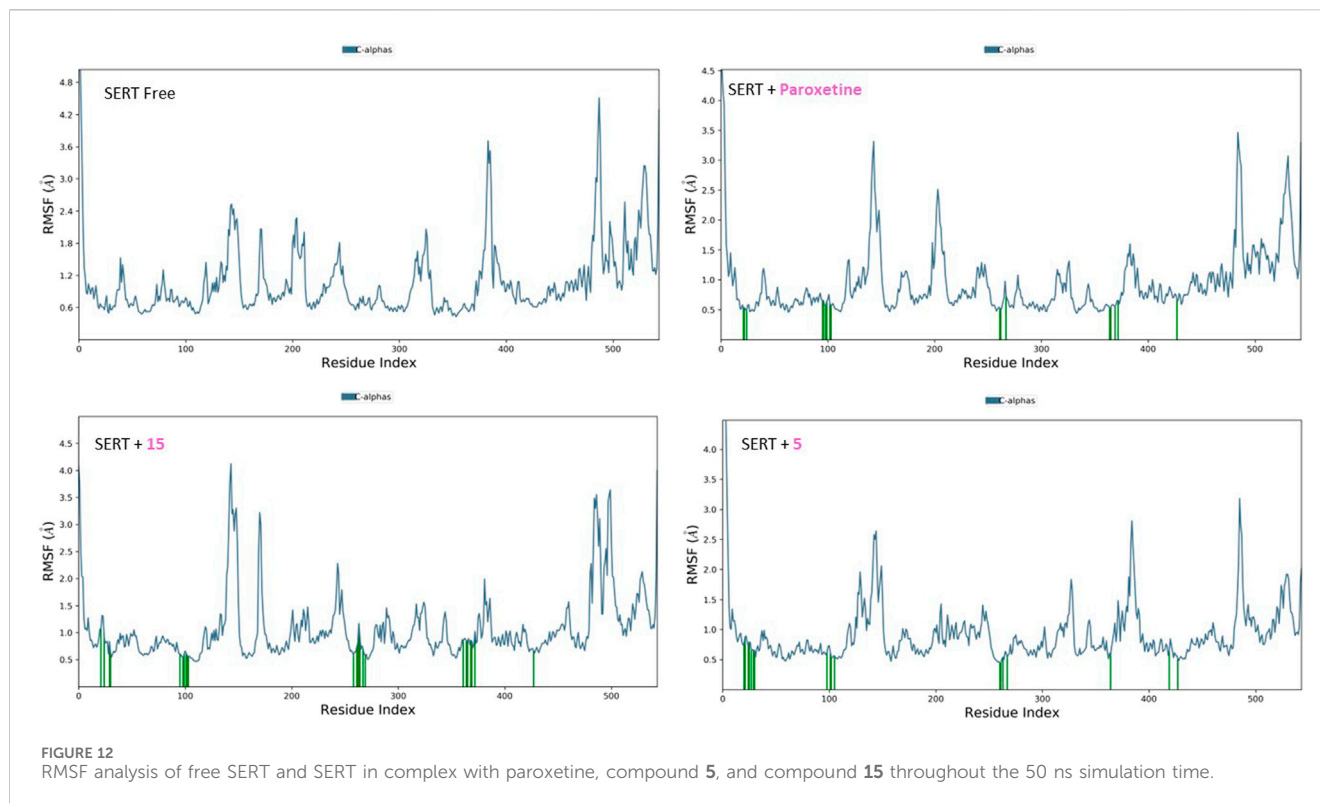 C-alphas
SERT Free
4.8
4.2
3.6
3.0
2.4
1.8
1.2
0.6
RMSF (Å)
0 100 200 300 400 500
Residue Index
C-alphas
SERT + Paroxetine
4.5
4.0
3.5
3.0
2.5
2.0
1.5
1.0
0.5
RMSF (Å)
0 100 200 300 400 500
Residue Index
C-alphas
SERT + 15
4.5
4.0
3.5
3.0
2.5
2.0
1.5
1.0
0.5
RMSF (Å)
0 100 200 300 400 500
Residue Index
C-alphas
SERT + 5
4.0
3.5
3.0
2.5
2.0
1.5
1.0
0.5
RMSF (Å)
0 100 200 300 400 500
Residue Index
FIGURE 12
RMSF analysis of free SERT and SERT in complex with paroxetine, compound 5, and compound 15 throughout the 50 ns simulation time.